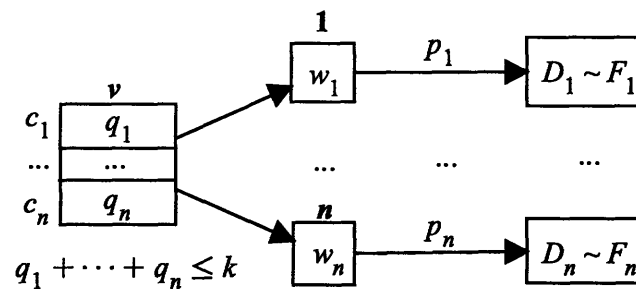 1
v
c₁ q₁ w₁ p₁ D₁ ~ F₁
... ... ... ... ...
cₙ qₙ n
wₙ pₙ Dₙ ~ Fₙ
q₁ + ⋯ + qₙ ≤ k